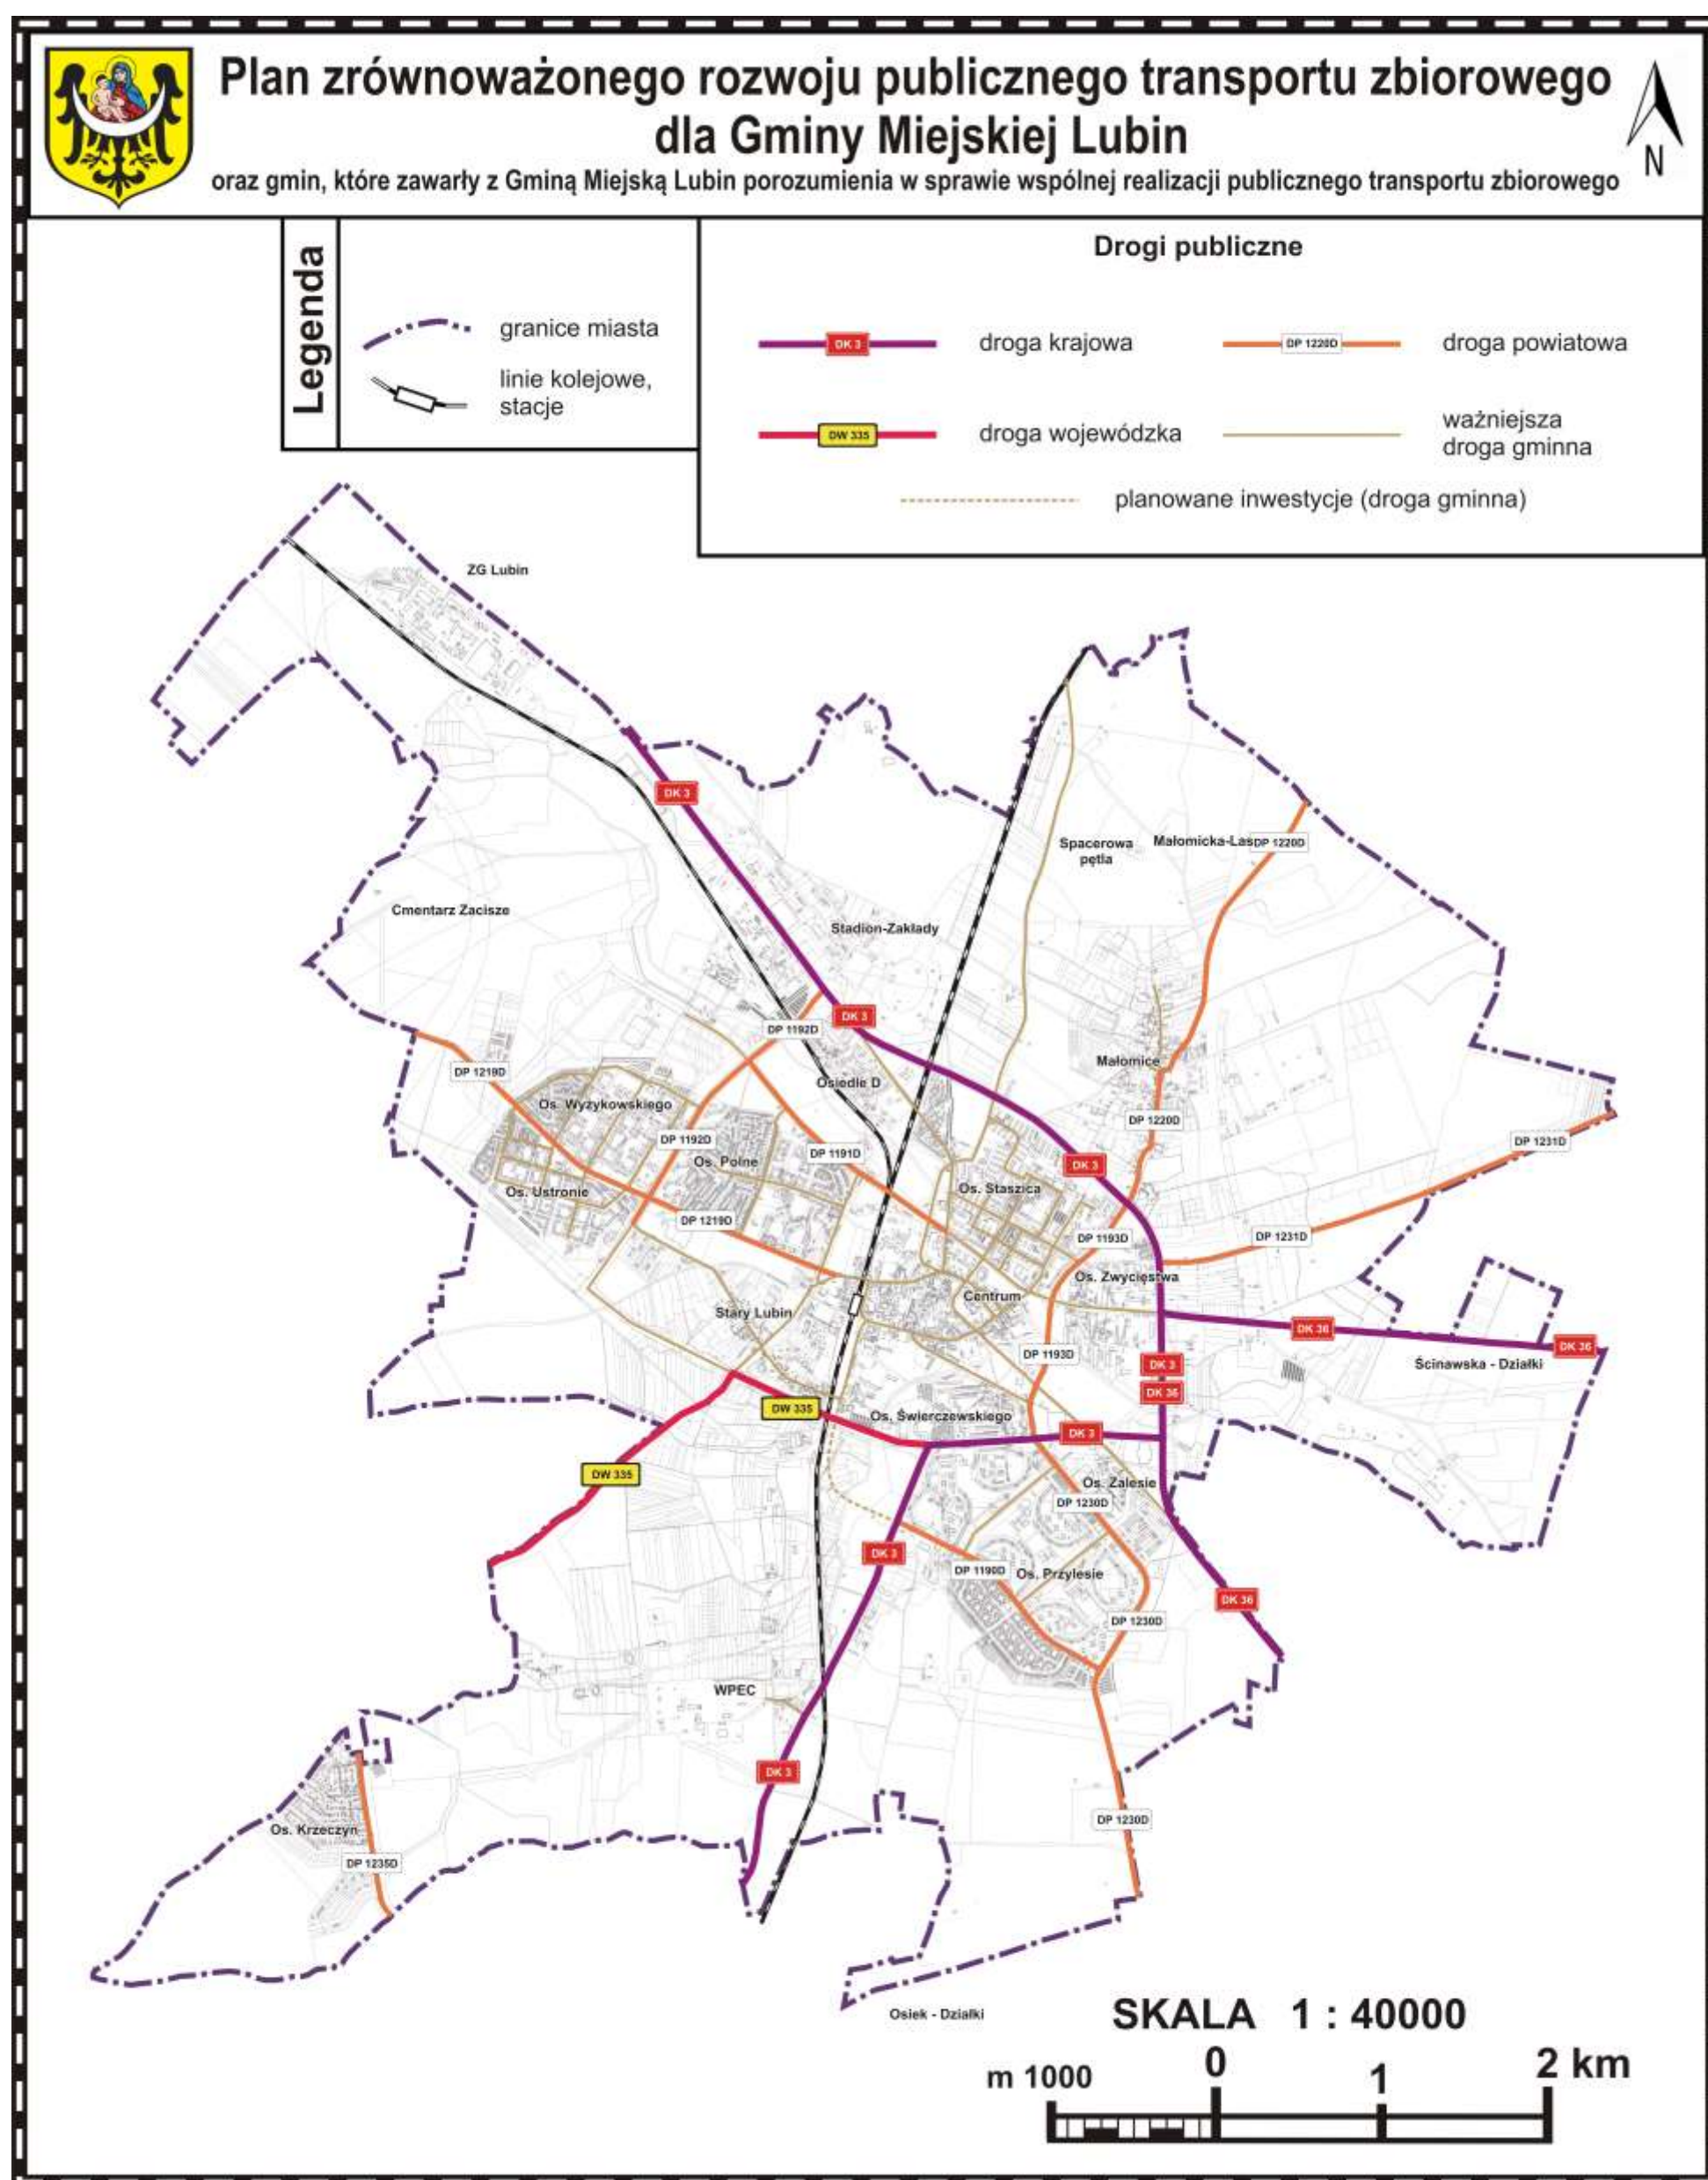 Plan zrównoważonego rozwoju publicznego transportu zbiorowego
dla Gminy Miejskiej Lubin
oraz gmin, które zawarły z Gminą Miejską Lubin porozumienia w sprawie wspólnej realizacji publicznego transportu zbiorowego
N
Legenda
granice miasta
linie kolejowe,
stacje
Drogi publiczne
DK 3
droga krajowa
DP 1220D
droga powiatowa
DW 335
droga wojewódzka
ważniejsza
droga gminna
planowane inwestycje (droga gminna)
ZG Lubin
DK 3
Spacerowa
pętla
Małomicka-Las
DP 1220D
Cmentarz Zacisze
Stadion-Zakłady
DK 3
DP 1192D
Małomice
DP 1219D
Osiedle D
Os. Wyżykowskiego
DP 1220D
DP 1192D
DP 1231D
Os. Polne
DP 1191D
DK 3
Os. Ustronie
Os. Staszica
DP 1219D
DP 1193D
DP 1231D
Os. Zwycięstwa
Centrum
Stary Lubin
DK 36
DK 36
DP 1193D
DK 3
Ścinawska - Działki
DK 36
DW 335
Os. Świerczewskiego
DK 3
DW 335
Os. Zalesie
DP 1230D
DK 3
DP 1190D
Os. Przylesie
DK 36
DP 1230D
WPEC
DK 3
DP 1230D
Os. Krzeczyn
DP 1235D
Osiek - Działki
SKALA 1 : 40000
m 1000 0 1 2 km